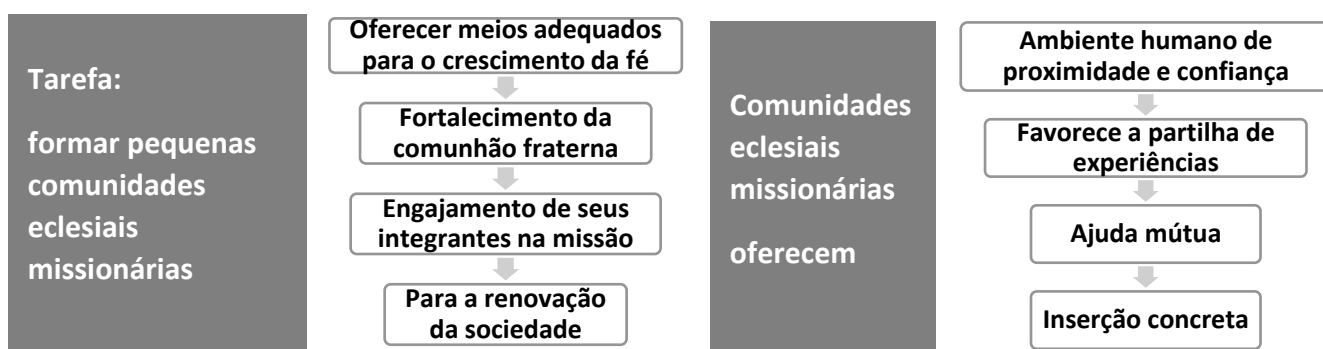 Tarefa:
formar pequenas
comunidades
eclesiais
missionárias
Oferecer meios adequados
para o crescimento da fé
Fortalecimento da
comunhão fraterna
Engajamento de seus
integrantes na missão
Para a renovação
da sociedade
Comunidades
eclesiais
missionárias
oferecem
Ambiente humano de
proximidade e confiança
Favorece a partilha de
experiências
Ajuda mútua
Inserção concreta